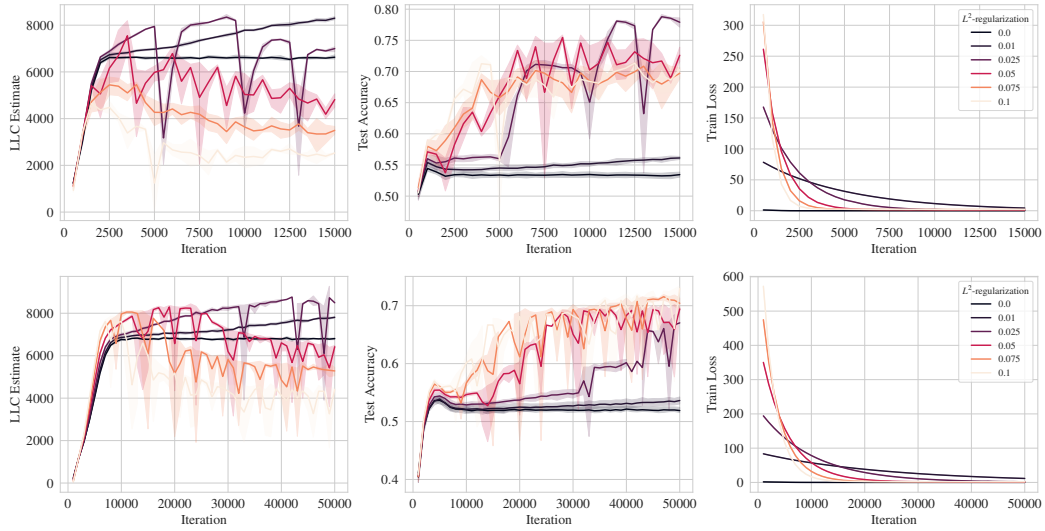 LLC Estimate
8000
6000
4000
2000
0
0 2500 5000 7500 10000 12500 15000
Iteration
Test Accuracy
0.80
0.75
0.70
0.65
0.60
0.55
0.50
0 2500 5000 7500 10000 12500 15000
Iteration
Train Loss
300
250
200
150
100
50
0
0 2500 5000 7500 10000 12500 15000
Iteration
L²-regularization
0.0
0.01
0.025
0.05
0.075
0.1
LLC Estimate
8000
6000
4000
2000
0
0 10000 20000 30000 40000 50000
Iteration
Test Accuracy
0.7
0.6
0.5
0.4
0 10000 20000 30000 40000 50000
Iteration
Train Loss
600
500
400
300
200
100
0
0 10000 20000 30000 40000 50000
Iteration
L²-regularization
0.0
0.01
0.025
0.05
0.075
0.1